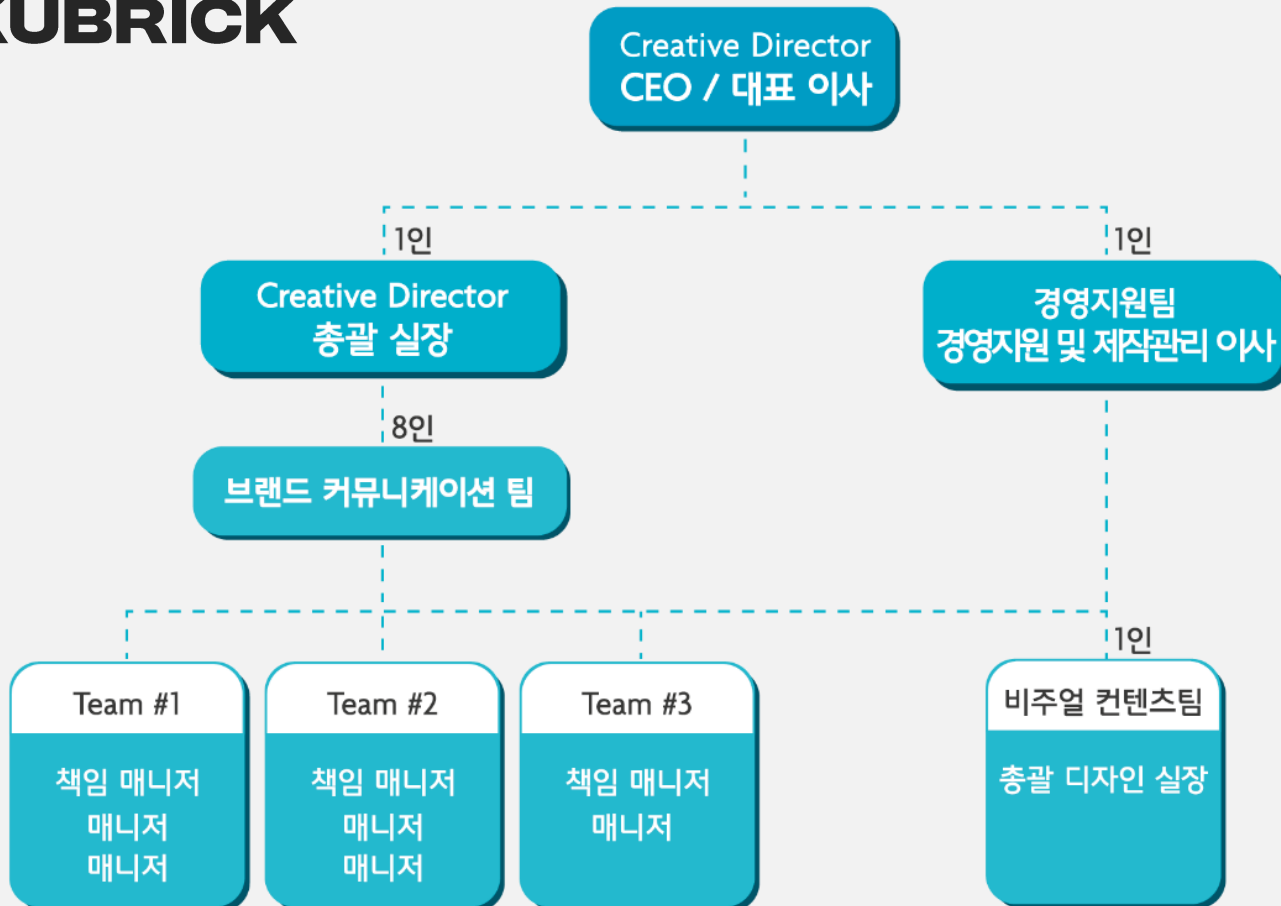 KUBRICK
Creative Director
CEO / 대표 이사
1인
1인
Creative Director
총괄 실장
경영지원팀
경영지원 및 제작관리 이사
8인
브랜드 커뮤니케이션 팀
1인
Team #1
책임 매니저
매니저
매니저
Team #2
책임 매니저
매니저
매니저
Team #3
책임 매니저
매니저
비주얼 컨텐츠팀
총괄 디자인 실장